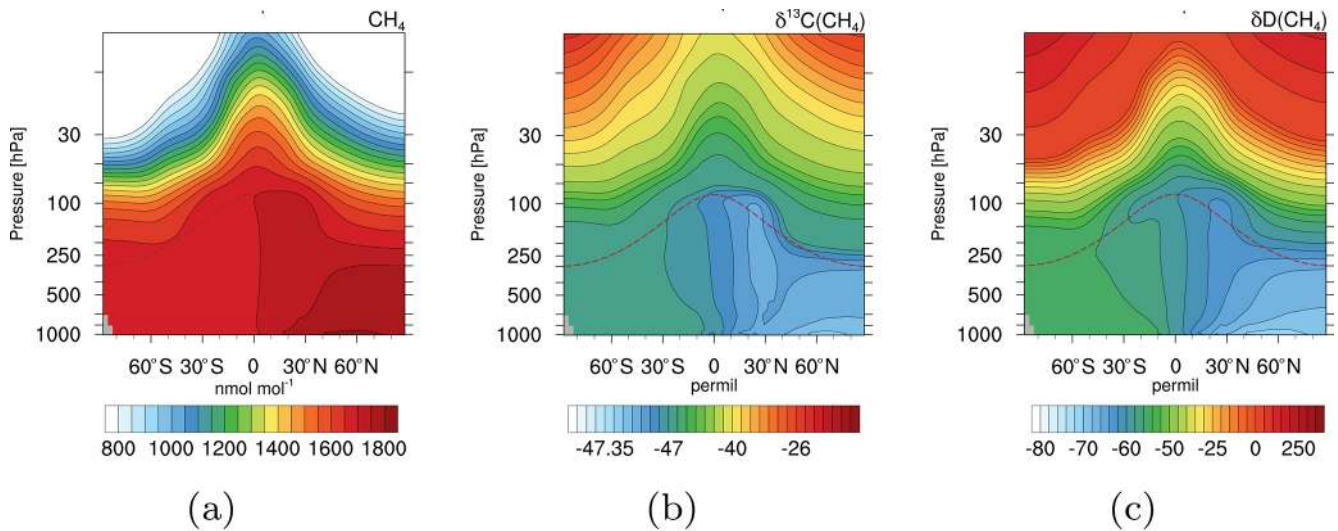 CH₄
Pressure [hPa]
30
100
250
500
1000
60°S 30°S 0 30°N 60°N
nmol mol⁻¹
800 1000 1200 1400 1600 1800
(a)
δ¹³C(CH₄)
Pressure [hPa]
30
100
250
500
1000
60°S 30°S 0 30°N 60°N
permil
-47.35 -47 -40 -26
(b)
δD(CH₄)
Pressure [hPa]
30
100
250
500
1000
60°S 30°S 0 30°N 60°N
permil
-80 -70 -60 -50 -25 0 250
(c)